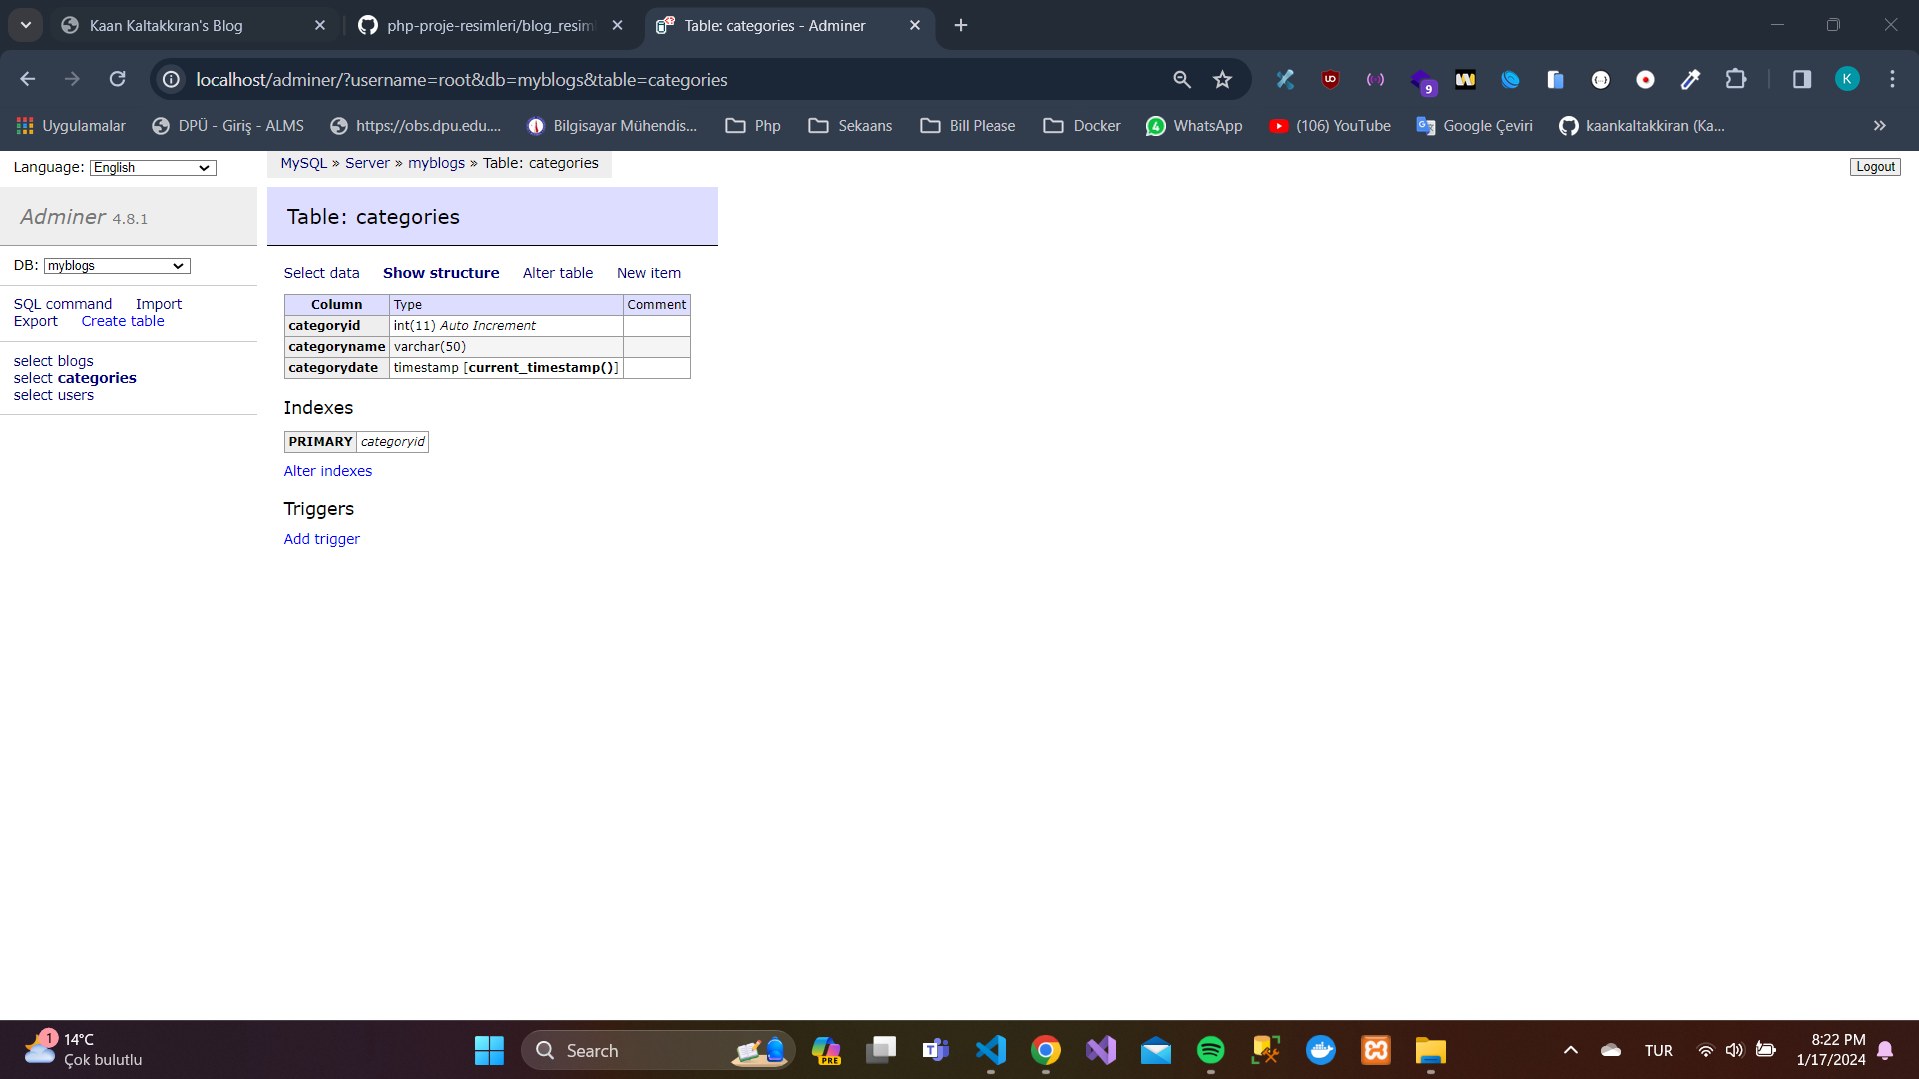 Kaan Kaltakkıran's Blog
php-proje-resimleri/blog_resiml
Table: categories - Adminer
localhost/adminer/?username=root&db=myblogs&table=categories
9
K
Uygulamalar
DPÜ - Giriş - ALMS
https://obs.dpu.edu....
Bilgisayar Mühendis...
Php
Sekaans
Bill Please
Docker
4
WhatsApp
(106) YouTube
Google Çeviri
kaankaltakkiran (Ka...
»
Language: English
MySQL » Server » myblogs » Table: categories
Logout
Adminer 4.8.1
Table: categories
DB: myblogs
SQL command Import
Export Create table
select blogs
select categories
select users
Select data Show structure Alter table New item
Column Type Comment
categoryid int(11) Auto Increment
categoryname varchar(50)
categorydate timestamp [current_timestamp()]
Indexes
PRIMARY categoryid
Alter indexes
Triggers
Add trigger
1
14°C
Çok bulutlu
Search
PRE
TUR
8:22 PM
1/17/2024